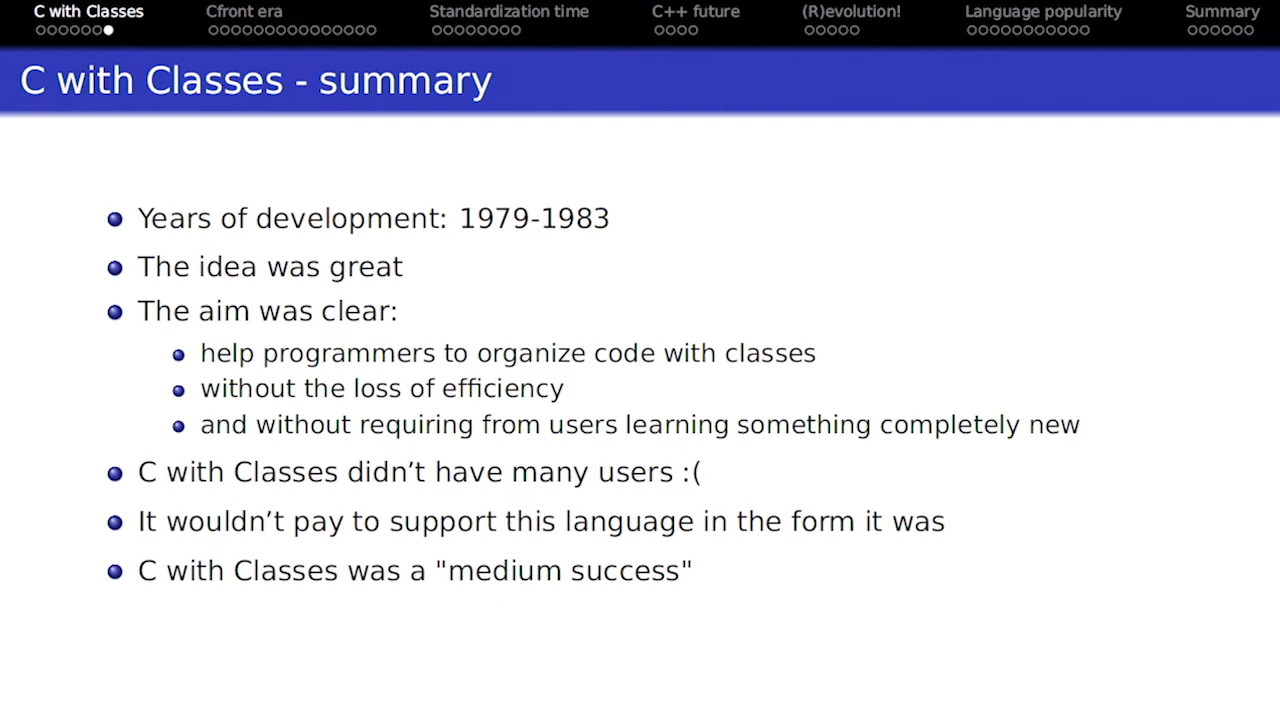 C with Classes Cfront era Standardization time C++ future (R)evolution! Language popularity Summary
C with Classes - summary
Years of development: 1979-1983
The idea was great
The aim was clear:
help programmers to organize code with classes
without the loss of efficiency
and without requiring from users learning something completely new
C with Classes didn't have many users :(
It wouldn't pay to support this language in the form it was
C with Classes was a "medium success"